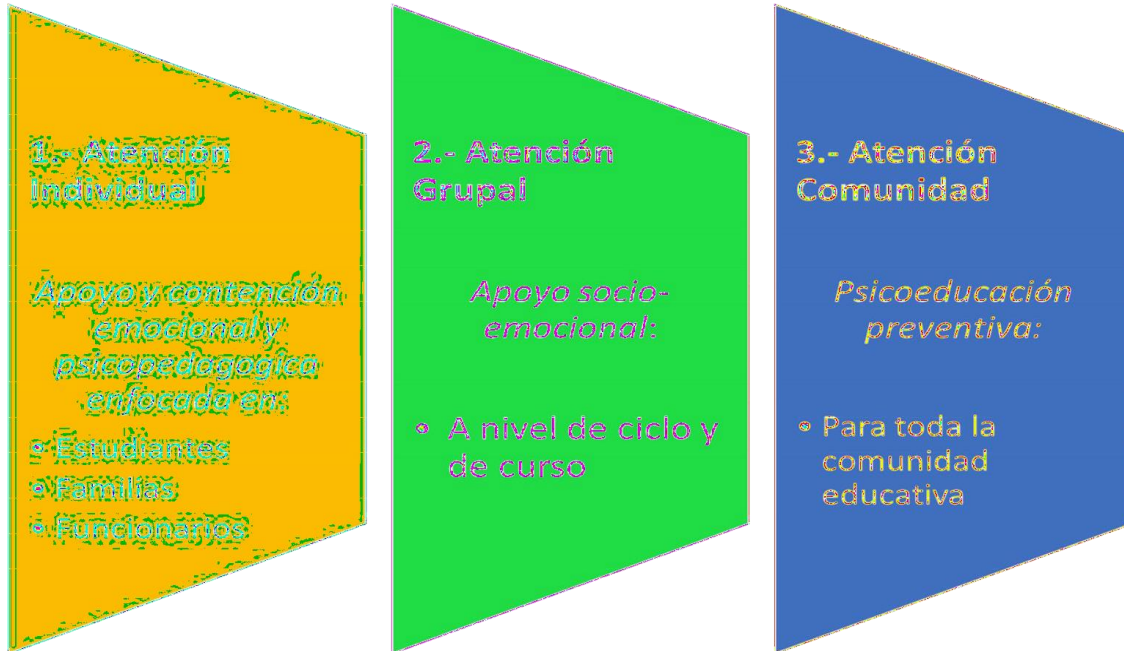 1.- Atención
Individual
Apoyo y contención
emocional y
psicopedagogica
enfocada en:
• Estudiantes
• Familias
• Funcionarios
2.- Atención
Grupal
Apoyo socio-
emocional:
• A nivel de ciclo y
de curso
3.- Atención
Comunidad
Psicoeducación
preventiva:
• Para toda la
comunidad
educativa